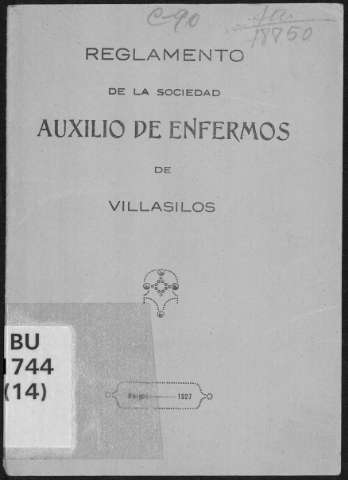 C-90
18850
REGLAMENTO
DE LA SOCIEDAD
AUXILIO DE ENFERMOS
DE
VILLASILOS
BU
1744
(14)
Burgos 1927